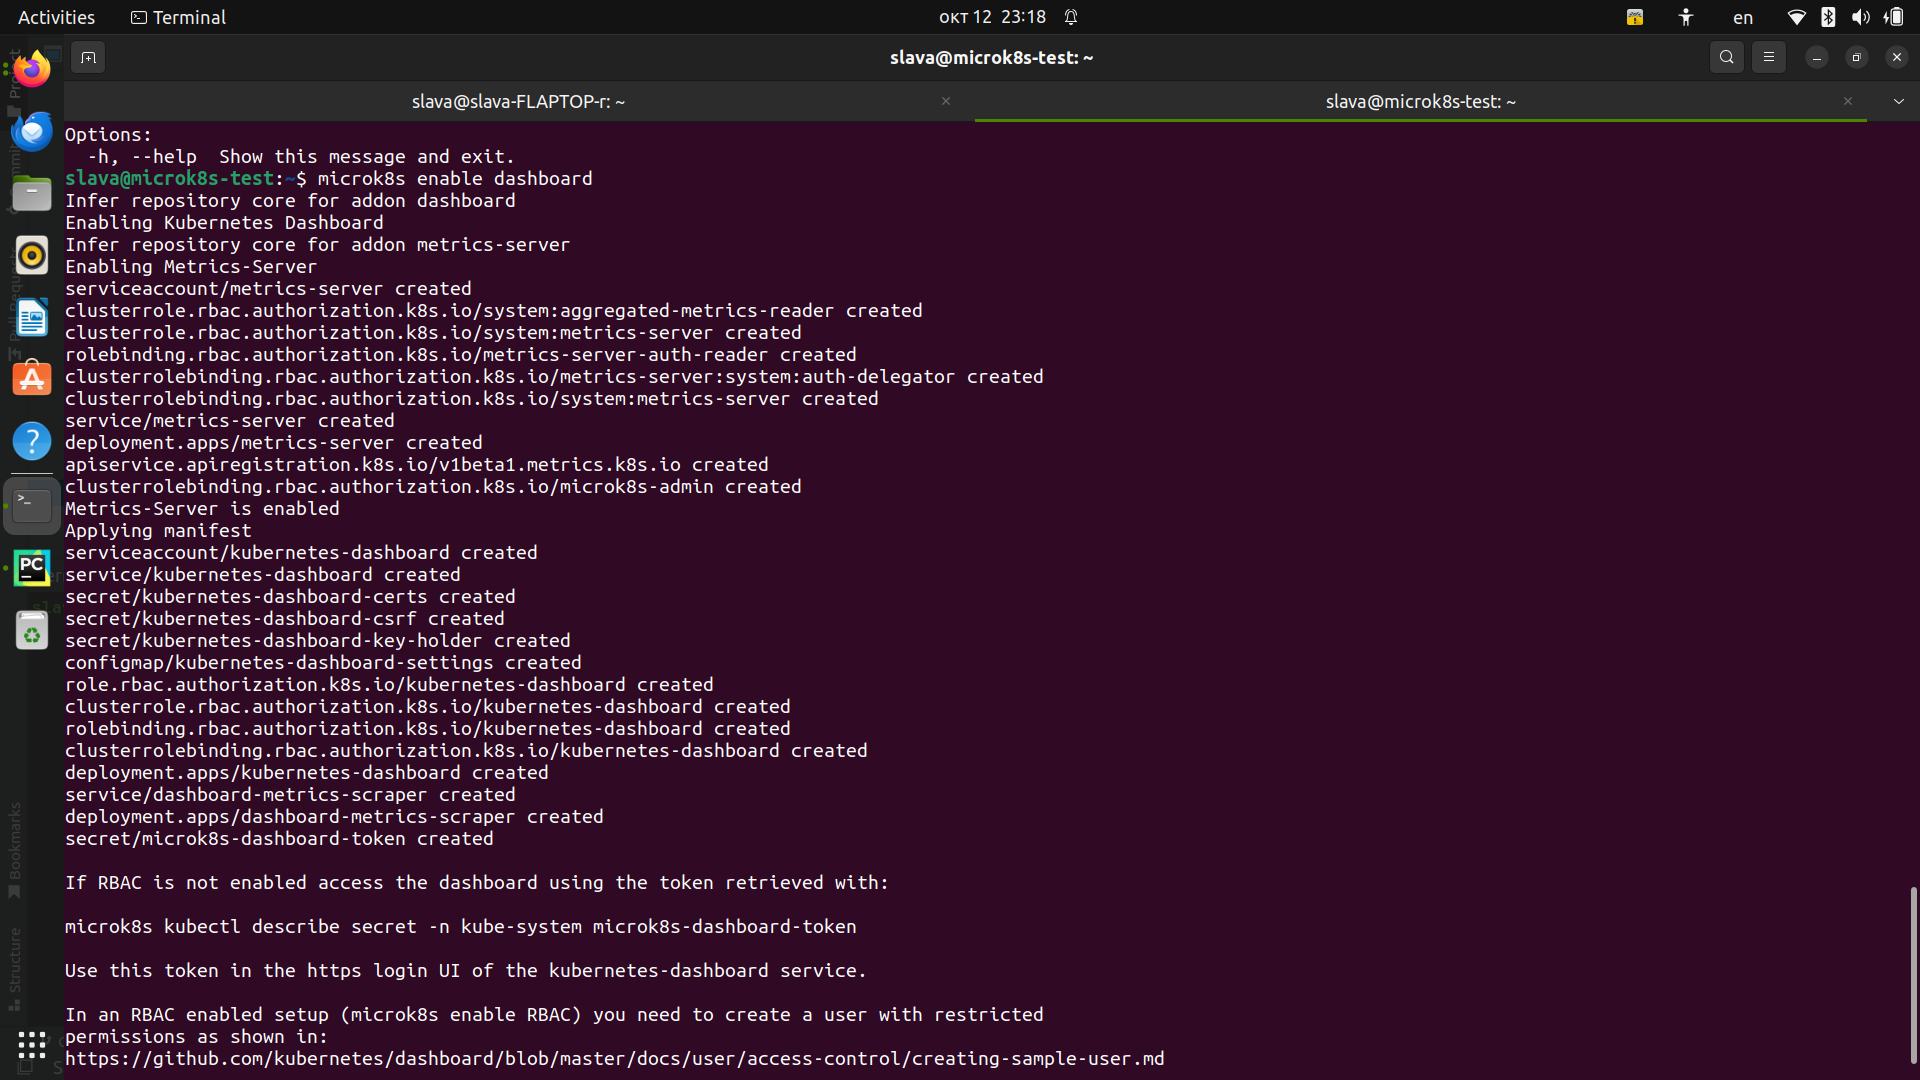 Activities
Terminal
окт 12 23:18
en
slava@microk8s-test: ~
slava@slava-FLAPTOP-r: ~
slava@microk8s-test: ~
Options:
  -h, --help  Show this message and exit.
slava@microk8s-test:~$ microk8s enable dashboard
Infer repository core for addon dashboard
Enabling Kubernetes Dashboard
Infer repository core for addon metrics-server
Enabling Metrics-Server
serviceaccount/metrics-server created
clusterrole.rbac.authorization.k8s.io/system:aggregated-metrics-reader created
clusterrole.rbac.authorization.k8s.io/system:metrics-server created
rolebinding.rbac.authorization.k8s.io/metrics-server-auth-reader created
clusterrolebinding.rbac.authorization.k8s.io/metrics-server:system:auth-delegator created
clusterrolebinding.rbac.authorization.k8s.io/system:metrics-server created
service/metrics-server created
deployment.apps/metrics-server created
apiservice.apiregistration.k8s.io/v1beta1.metrics.k8s.io created
clusterrolebinding.rbac.authorization.k8s.io/microk8s-admin created
Metrics-Server is enabled
Applying manifest
serviceaccount/kubernetes-dashboard created
service/kubernetes-dashboard created
secret/kubernetes-dashboard-certs created
secret/kubernetes-dashboard-csrf created
secret/kubernetes-dashboard-key-holder created
configmap/kubernetes-dashboard-settings created
role.rbac.authorization.k8s.io/kubernetes-dashboard created
clusterrole.rbac.authorization.k8s.io/kubernetes-dashboard created
rolebinding.rbac.authorization.k8s.io/kubernetes-dashboard created
clusterrolebinding.rbac.authorization.k8s.io/kubernetes-dashboard created
deployment.apps/kubernetes-dashboard created
service/dashboard-metrics-scraper created
deployment.apps/dashboard-metrics-scraper created
secret/microk8s-dashboard-token created

If RBAC is not enabled access the dashboard using the token retrieved with:

microk8s kubectl describe secret -n kube-system microk8s-dashboard-token

Use this token in the https login UI of the kubernetes-dashboard service.

In an RBAC enabled setup (microk8s enable RBAC) you need to create a user with restricted
permissions as shown in:
https://github.com/kubernetes/dashboard/blob/master/docs/user/access-control/creating-sample-user.md
PC
Bookmarks
Structure